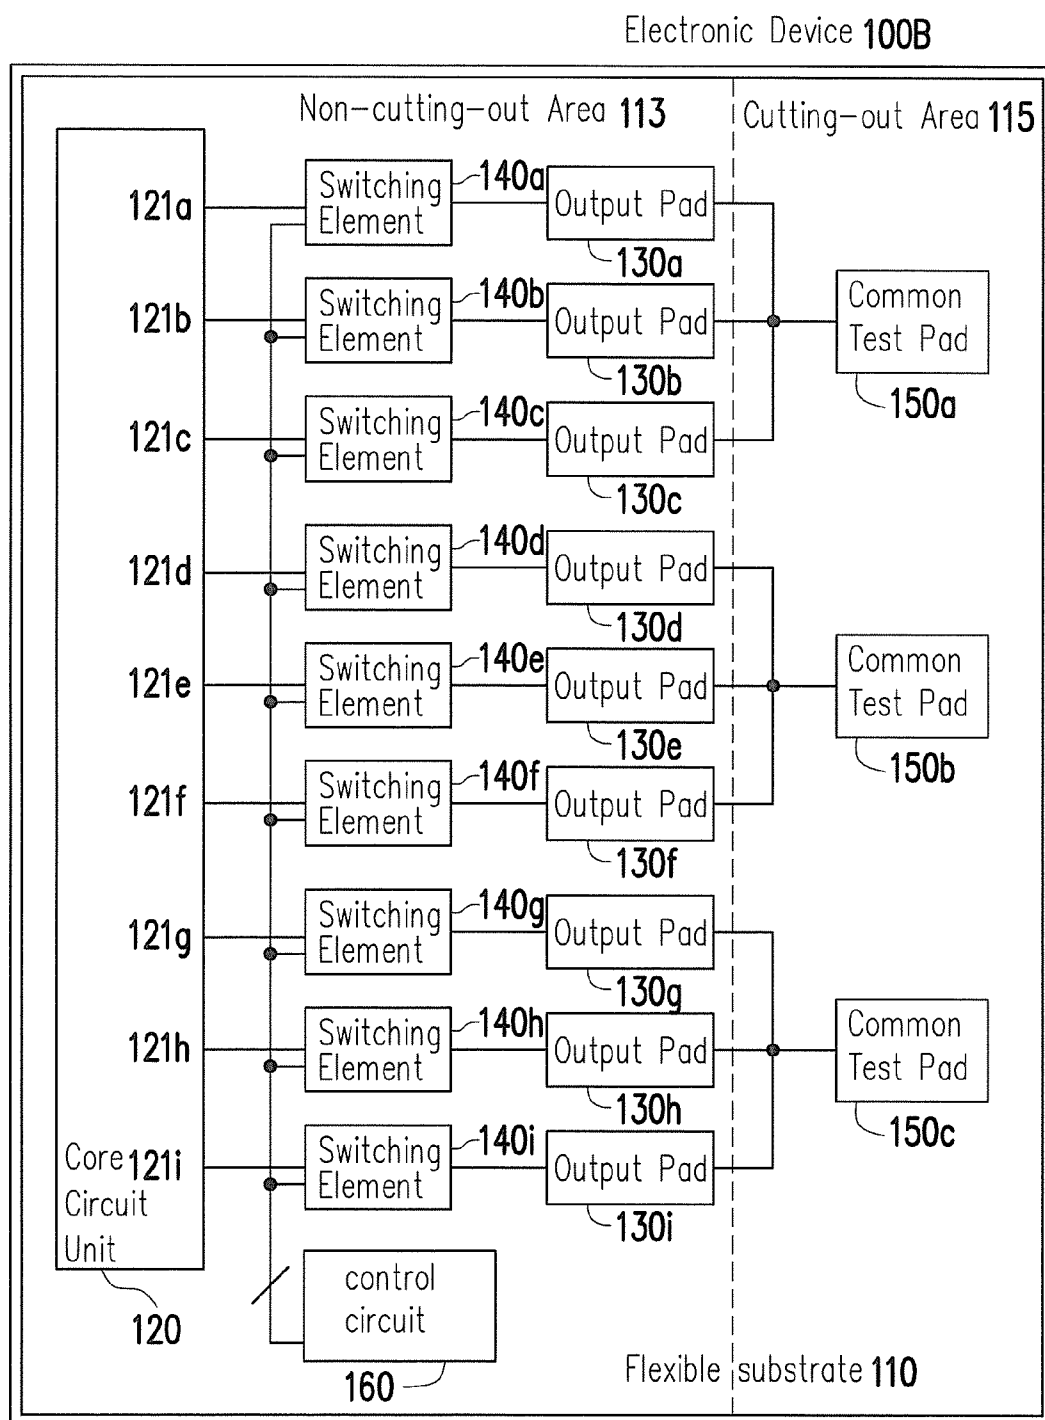 Electronic Device 100B
Non-cutting-out Area 113
Cutting-out Area 115
121a
Switching
Element
140a
Output Pad
130a
121b
Switching
Element
140b
Output Pad
130b
Common
Test Pad
150a
121c
Switching
Element
140c
Output Pad
130c
121d
Switching
Element
140d
Output Pad
130d
121e
Switching
Element
140e
Output Pad
130e
Common
Test Pad
150b
121f
Switching
Element
140f
Output Pad
130f
121g
Switching
Element
140g
Output Pad
130g
121h
Switching
Element
140h
Output Pad
130h
Common
Test Pad
150c
121i
Switching
Element
140i
Output Pad
130i
Core
Circuit
Unit
120
control
circuit
160
Flexible substrate 110